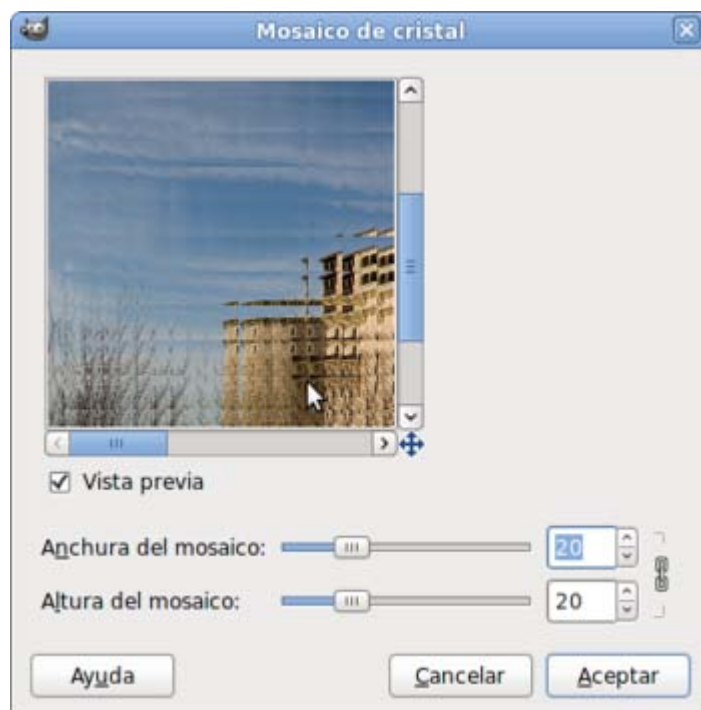 Mosaico de cristal
Vista previa
Anchura del mosaico: 20
Altura del mosaico: 20
Ayuda Cancelar Aceptar